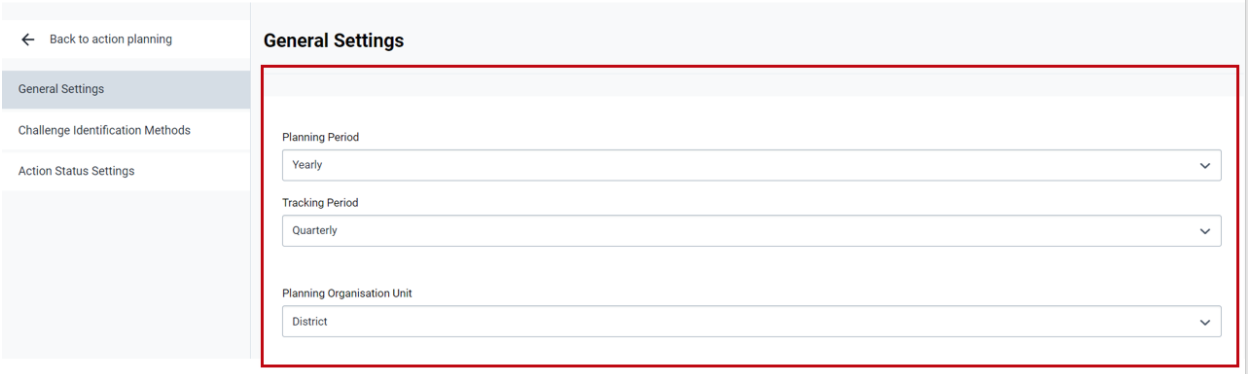 Back to action planning
General Settings
Challenge Identification Methods
Action Status Settings
General Settings
Planning Period
Yearly
Tracking Period
Quarterly
Planning Organisation Unit
District